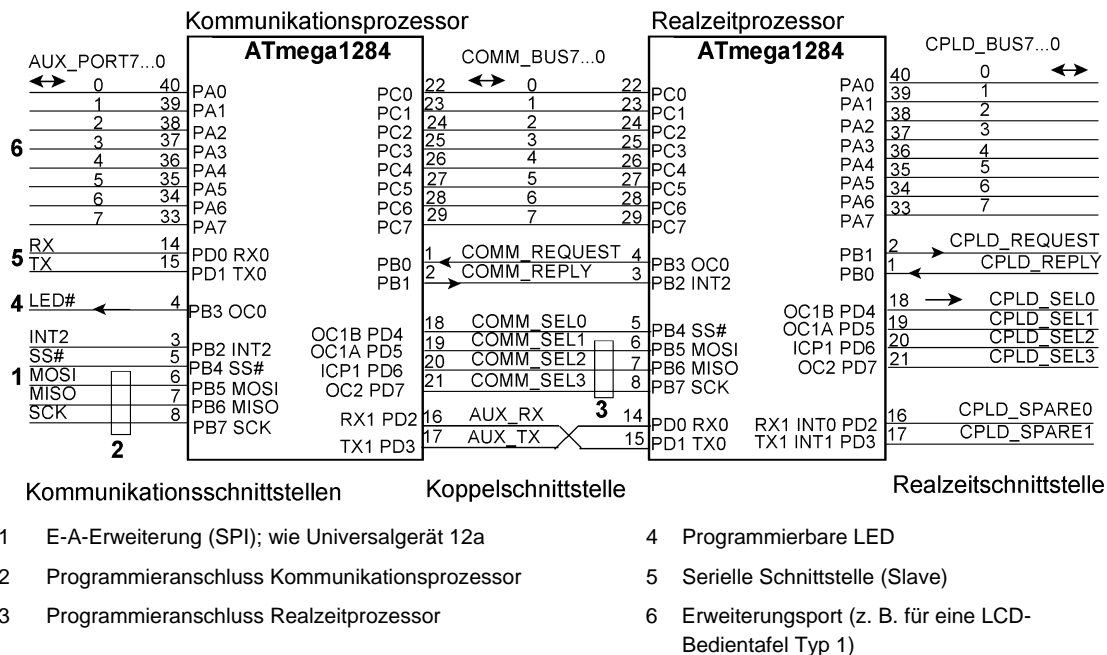 Kommunikationsprozessor
Realzeitprozessor
ATmega1284
ATmega1284
AUX_PORT7...0
COMM_BUS7...0
CPLD_BUS7...0
0 40 PA0 PC0 22 0 22 PC0 PA0 40 0
1 39 PA1 PC1 23 1 23 PC1 PA1 39 1
2 38 PA2 PC2 24 2 24 PC2 PA2 38 2
6 3 37 PA3 PC3 25 3 25 PC3 PA3 37 3
4 36 PA4 PC4 26 4 26 PC4 PA4 36 4
5 35 PA5 PC5 27 5 27 PC5 PA5 35 5
6 34 PA6 PC6 28 6 28 PC6 PA6 34 6
7 33 PA7 PC7 29 7 29 PC7 PA7 33 7
5 RX 14 PD0 RX0 PB0 1 COMM_REQUEST 4 PB3 OC0 PB1 2 CPLD_REQUEST
TX 15 PD1 TX0 PB1 2 COMM_REPLY 3 PB2 INT2 PB0 1 CPLD_REPLY
4 LED# 4 PB3 OC0 OC1B PD4 18 COMM_SEL0 5 PB4 SS# OC1B PD4 18 CPLD_SEL0
INT2 3 PB2 INT2 OC1A PD5 19 COMM_SEL1 6 PB5 MOSI OC1A PD5 19 CPLD_SEL1
SS# 5 PB4 SS# ICP1 PD6 20 COMM_SEL2 7 PB6 MISO ICP1 PD6 20 CPLD_SEL2
1 MOSI 6 PB5 MOSI OC2 PD7 21 COMM_SEL3 8 PB7 SCK OC2 PD7 21 CPLD_SEL3
MISO 7 PB6 MISO RX1 PD2 16 AUX_RX 14 PD0 RX0 RX1 INT0 PD2 16 CPLD_SPARE0
SCK 8 PB7 SCK TX1 PD3 17 AUX_TX 15 PD1 TX0 TX1 INT1 PD3 17 CPLD_SPARE1
2
3
Kommunikationsschnittstellen
Koppelschnittstelle
Realzeitschnittstelle
1 E-A-Erweiterung (SPI); wie Universalgerät 12a
2 Programmieranschluss Kommunikationsprozessor
3 Programmieranschluss Realzeitprozessor
4 Programmierbare LED
5 Serielle Schnittstelle (Slave)
6 Erweiterungsport (z. B. für eine LCD-
Bedientafel Typ 1)